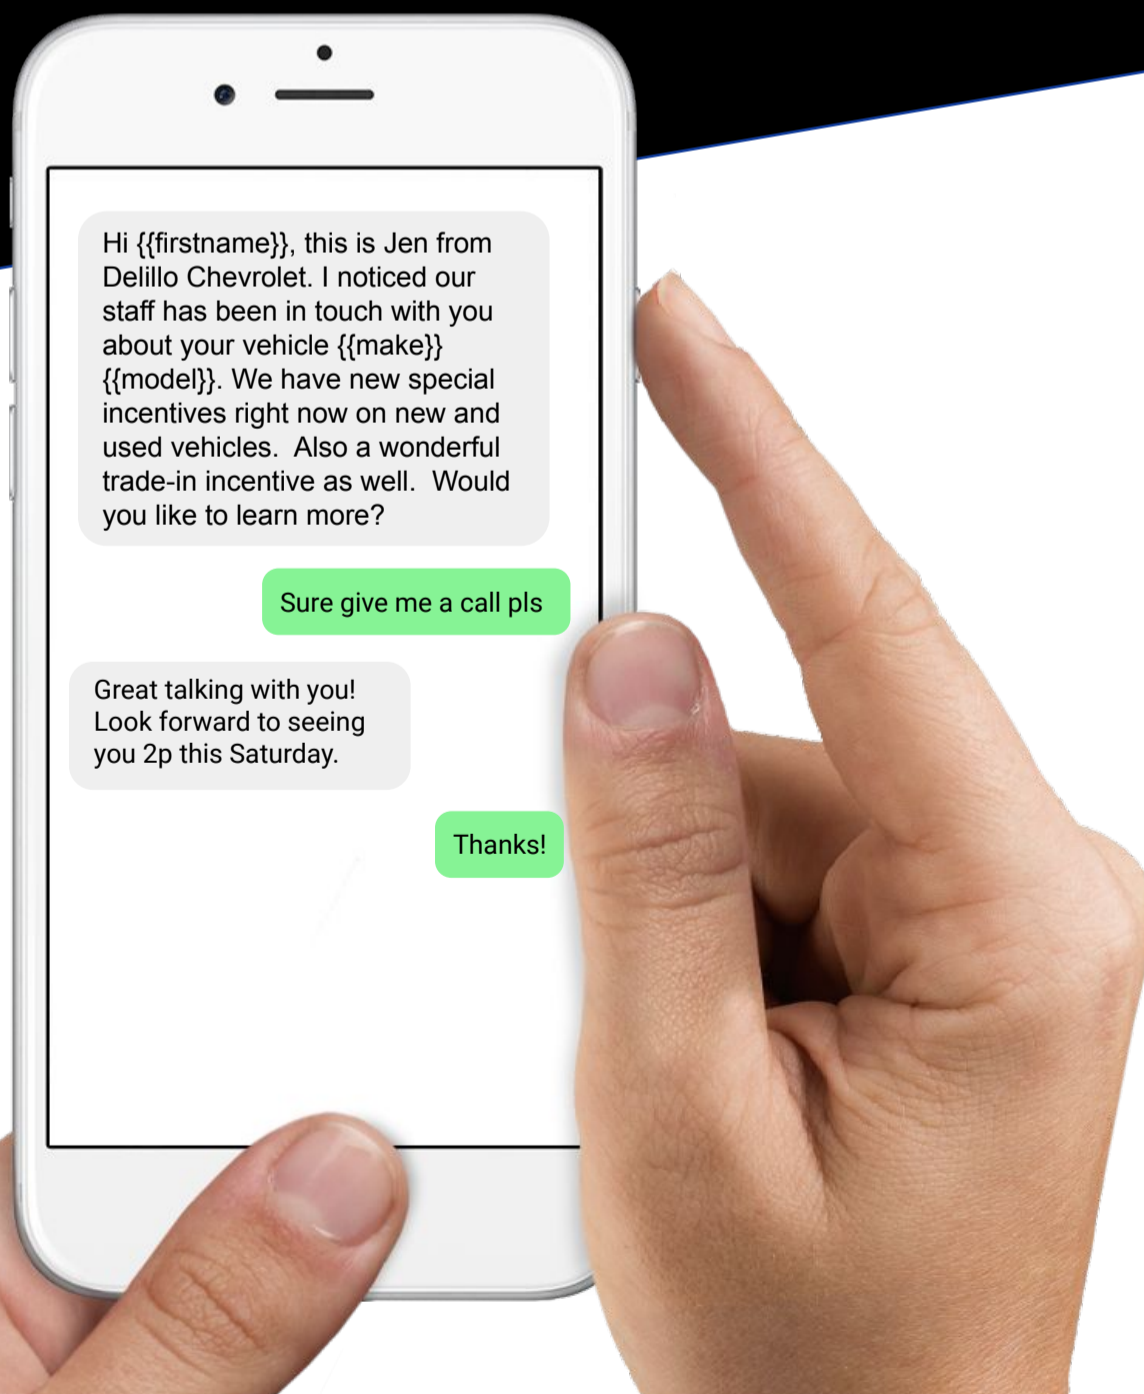 Hi {{firstname}}, this is Jen from
Delillo Chevrolet. I noticed our
staff has been in touch with you
about your vehicle {{make}}
{{model}}. We have new special
incentives right now on new and
used vehicles.  Also a wonderful
trade-in incentive as well.  Would
you like to learn more?
Sure give me a call pls
Great talking with you!
Look forward to seeing
you 2p this Saturday.
Thanks!